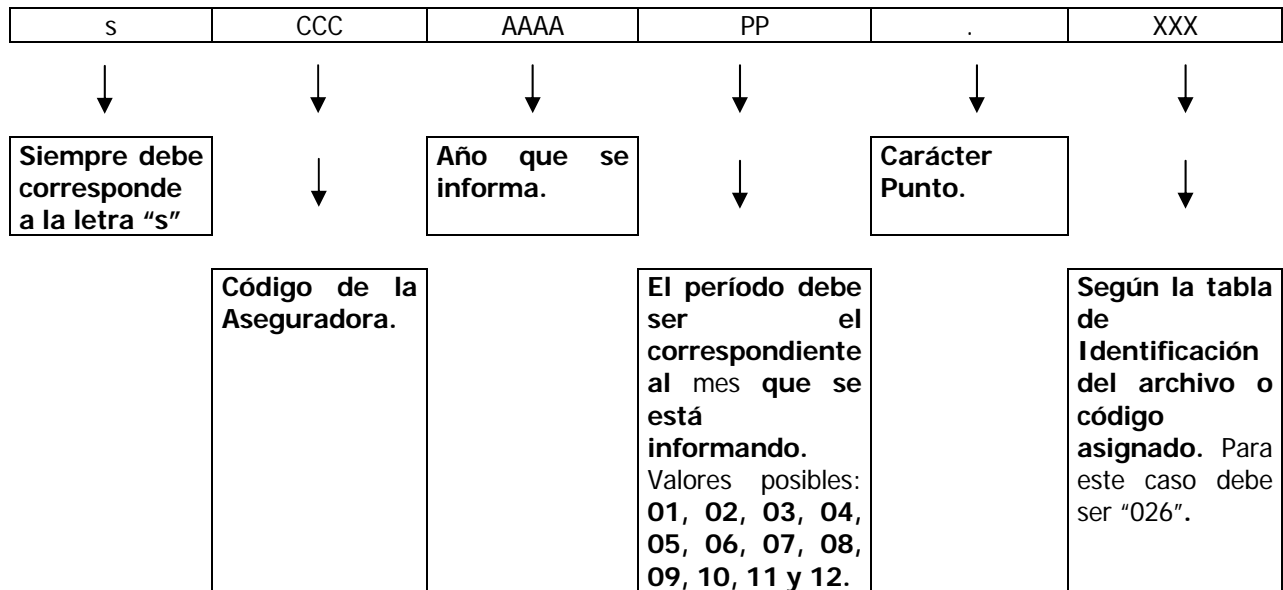 s CCC AAAA PP . XXX
Siempre debe
corresponde
a la letra “s”
Año que se
informa.
Carácter
Punto.
Código de la
Aseguradora.
El período debe
ser el
correspondiente
al mes que se
está
informando.
Valores posibles:
01, 02, 03, 04,
05, 06, 07, 08,
09, 10, 11 y 12.
Según la tabla
de
Identificación
del archivo o
código
asignado. Para
este caso debe
ser “026”.